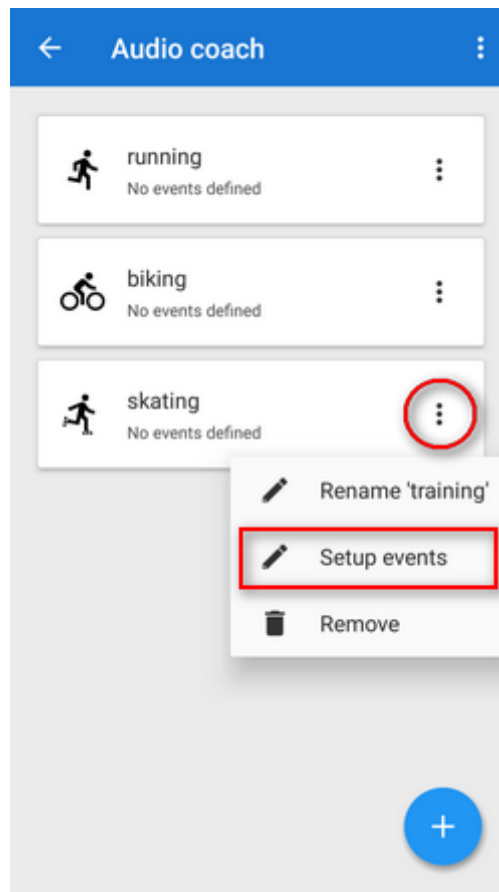 Audio coach
running
No events defined
biking
No events defined
skating
No events defined
Rename 'training'
Setup events
Remove